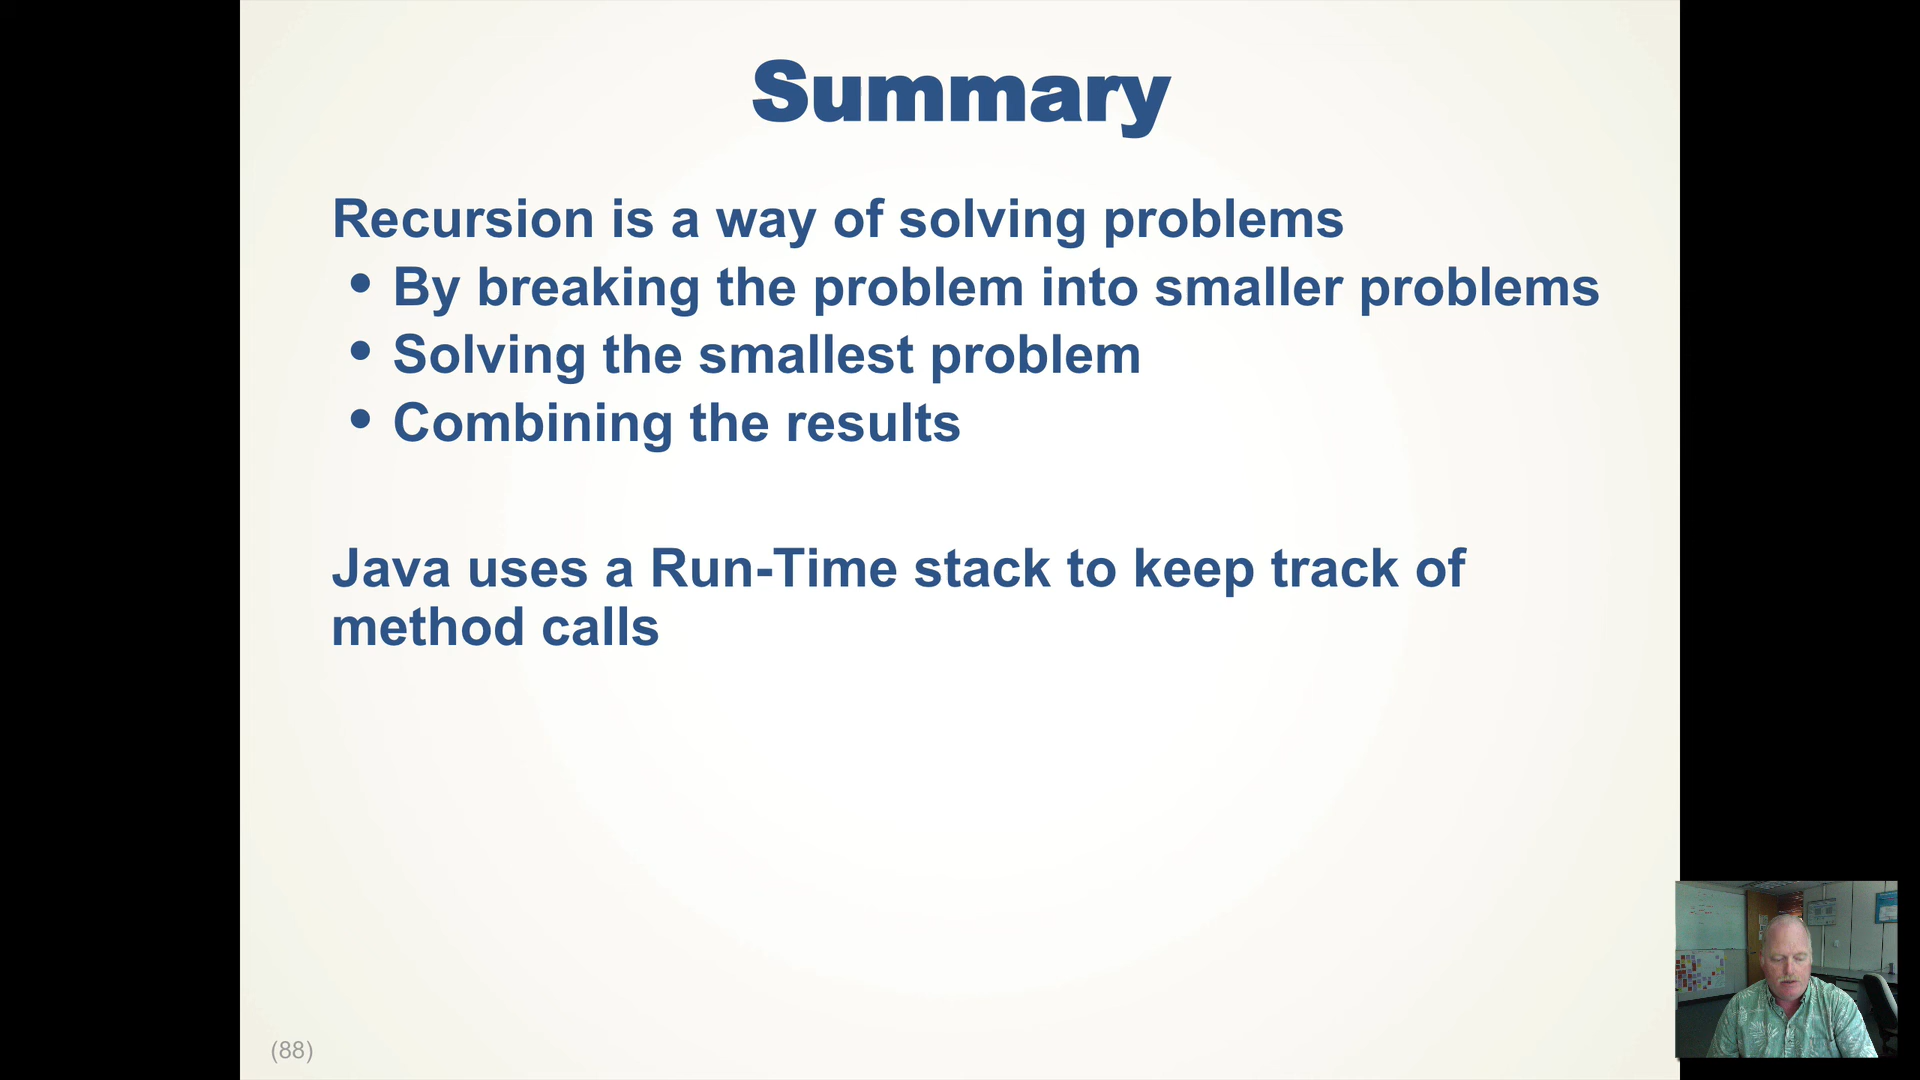 Summary
Recursion is a way of solving problems
• By breaking the problem into smaller problems
• Solving the smallest problem
• Combining the results
Java uses a Run-Time stack to keep track of
method calls
(88)